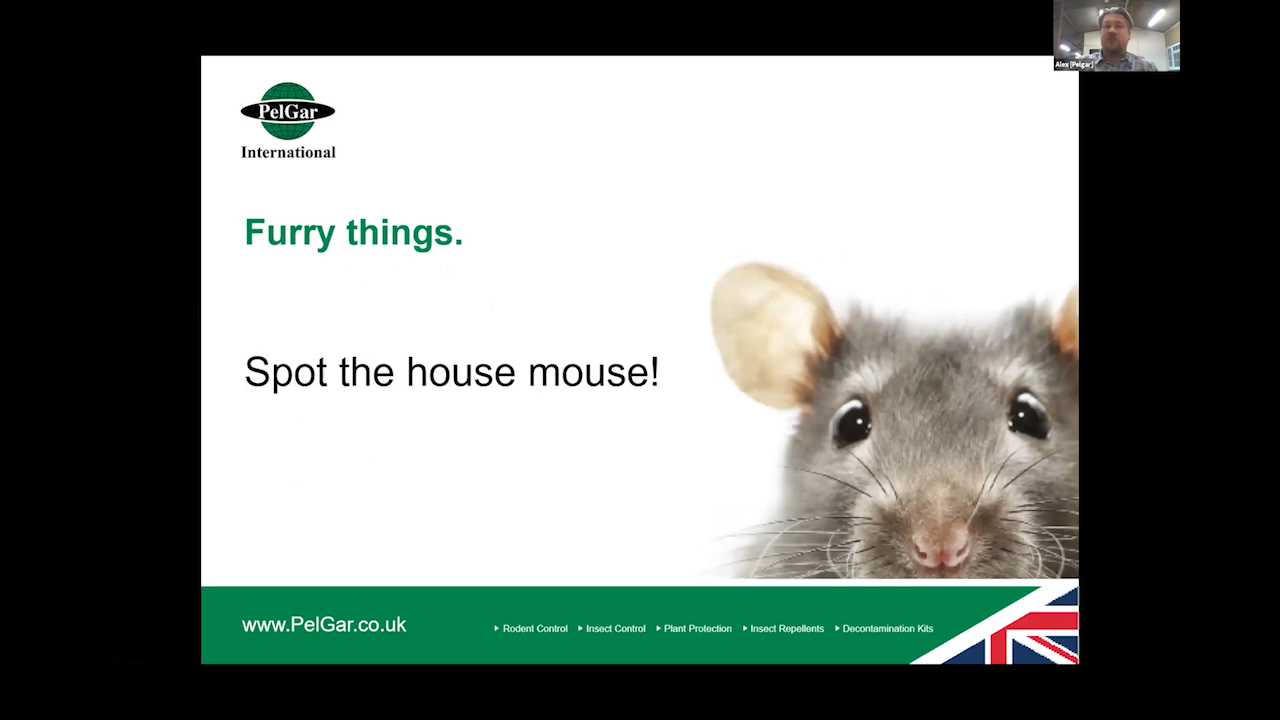 Alex [Pelgar]
PelGar
International
Furry things.
Spot the house mouse!
www.PelGar.co.uk
Rodent Control
Insect Control
Plant Protection
Insect Repellents
Decontamination Kits